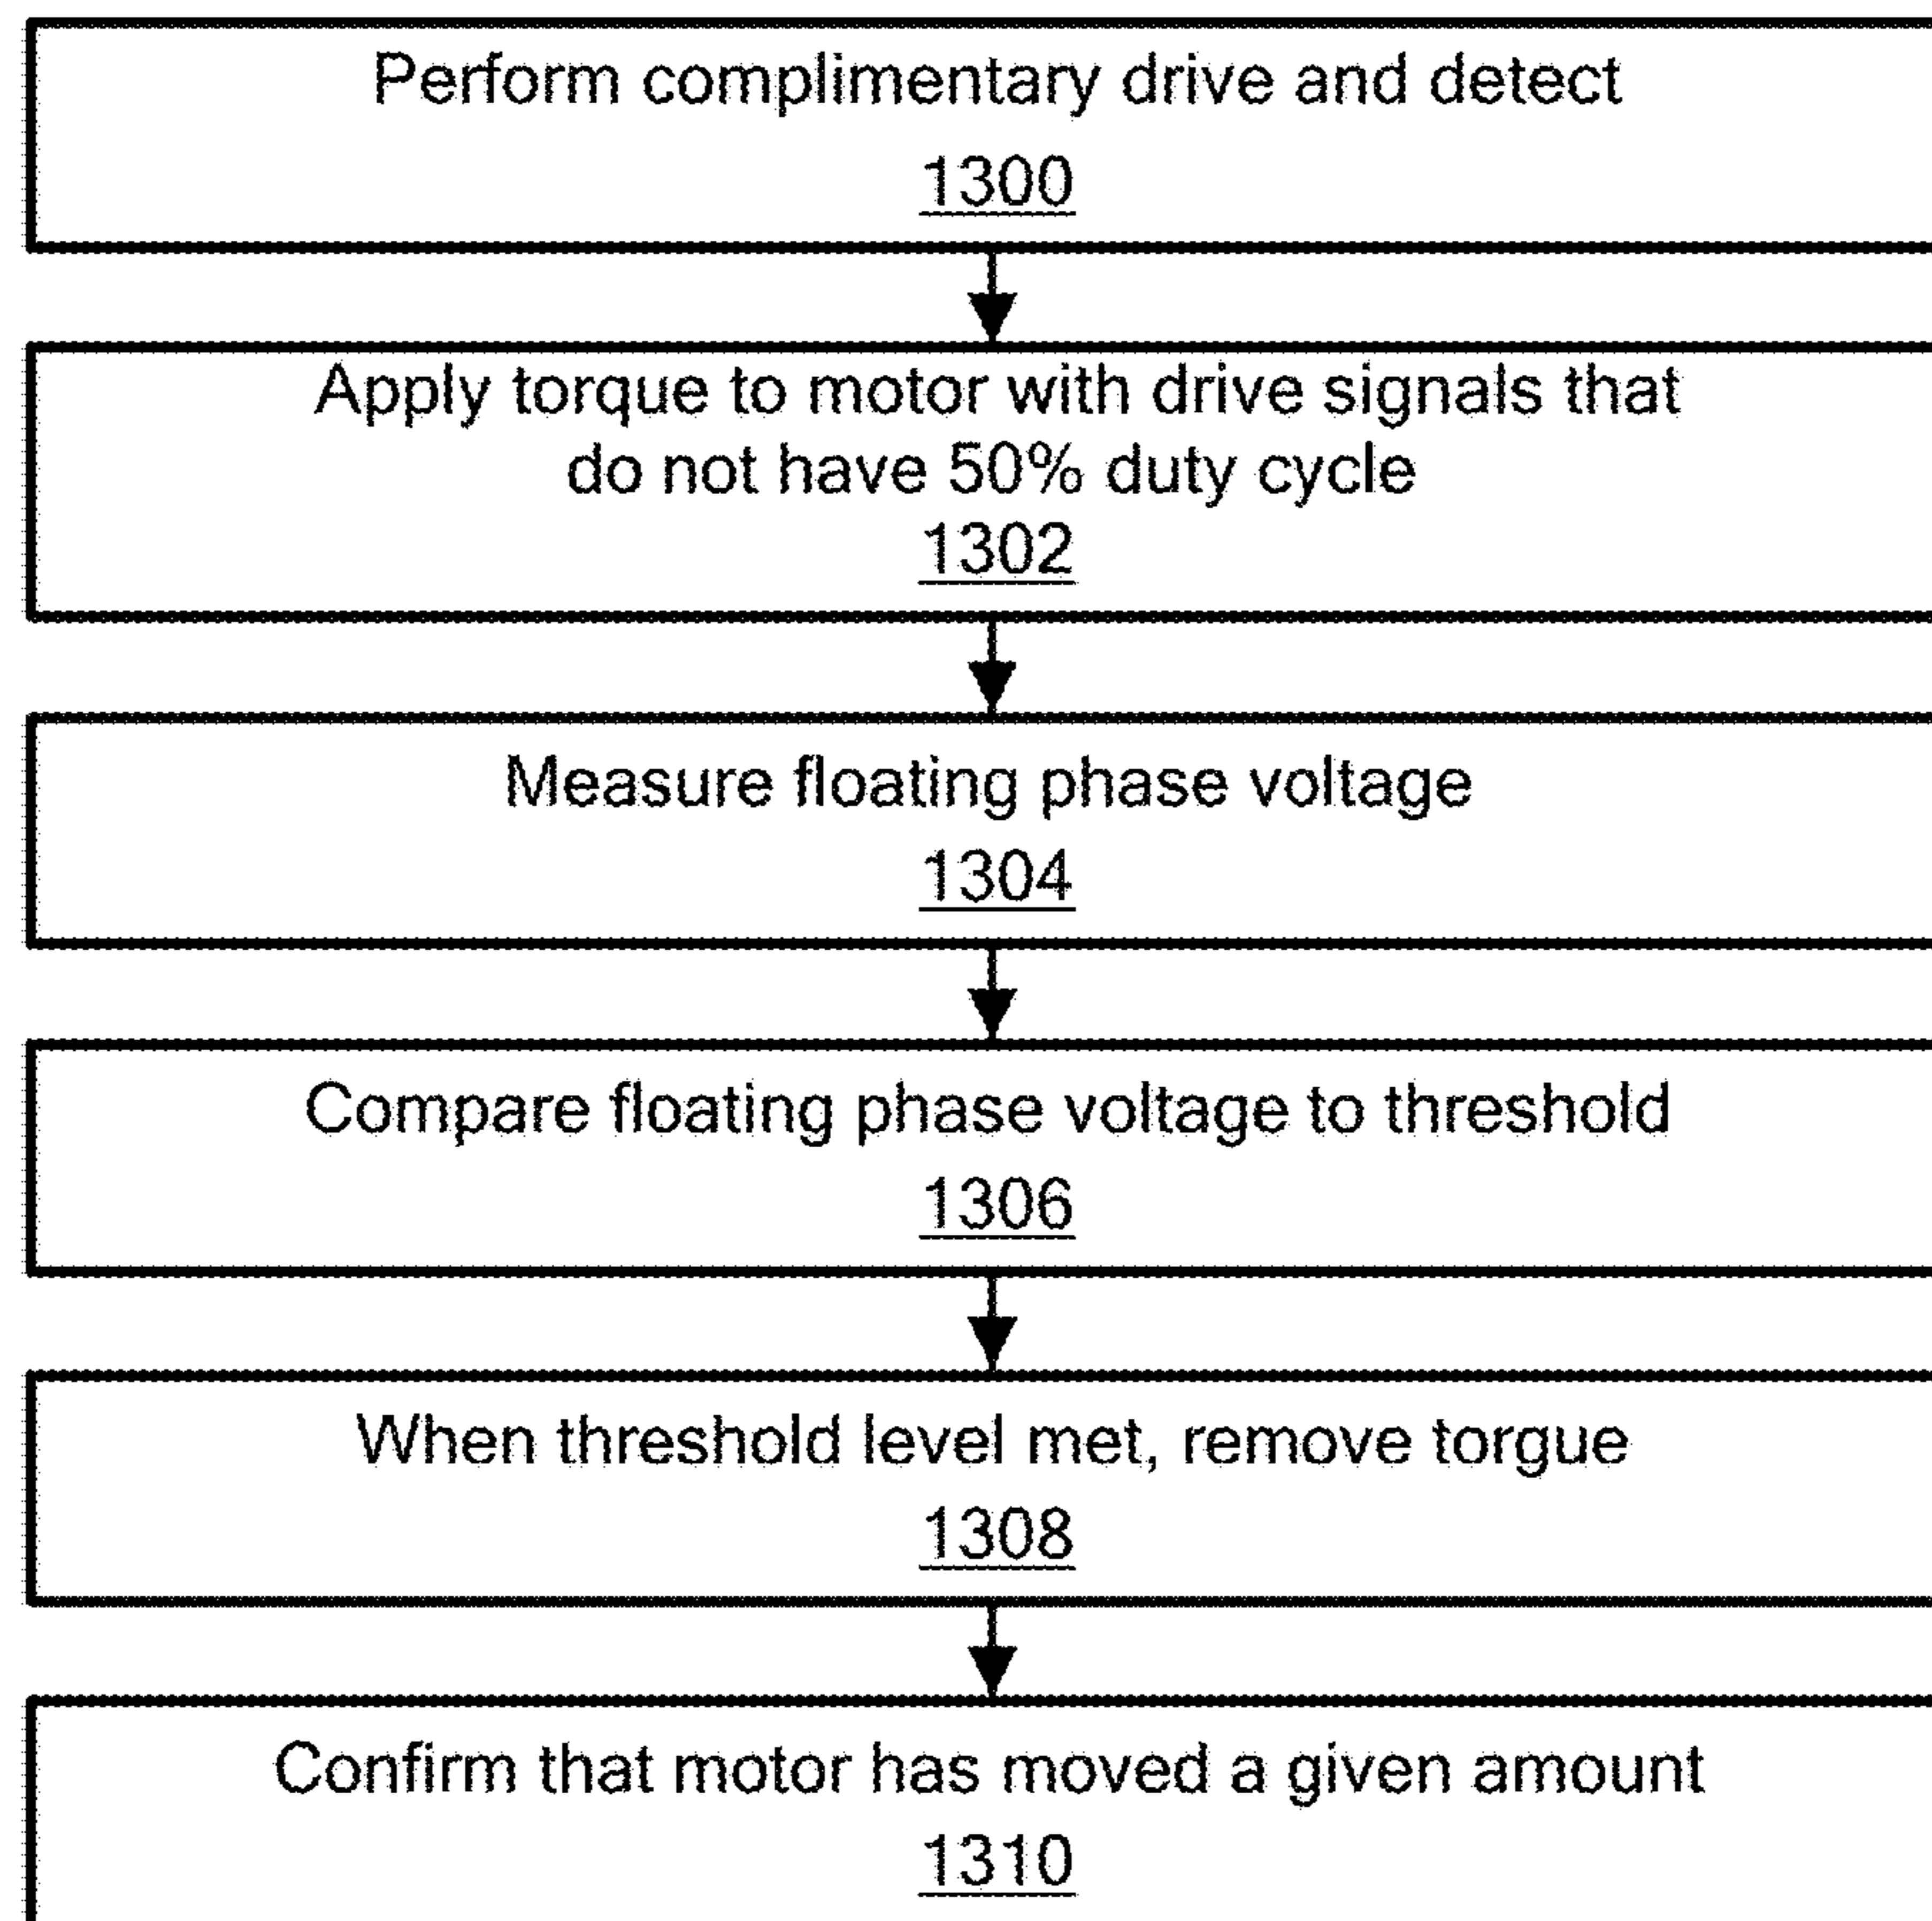 Perform complimentary drive and detect
1300
Apply torque to motor with drive signals that
do not have 50% duty cycle
1302
Measure floating phase voltage
1304
Compare floating phase voltage to threshold
1306
When threshold level met, remove torgue
1308
Confirm that motor has moved a given amount
1310